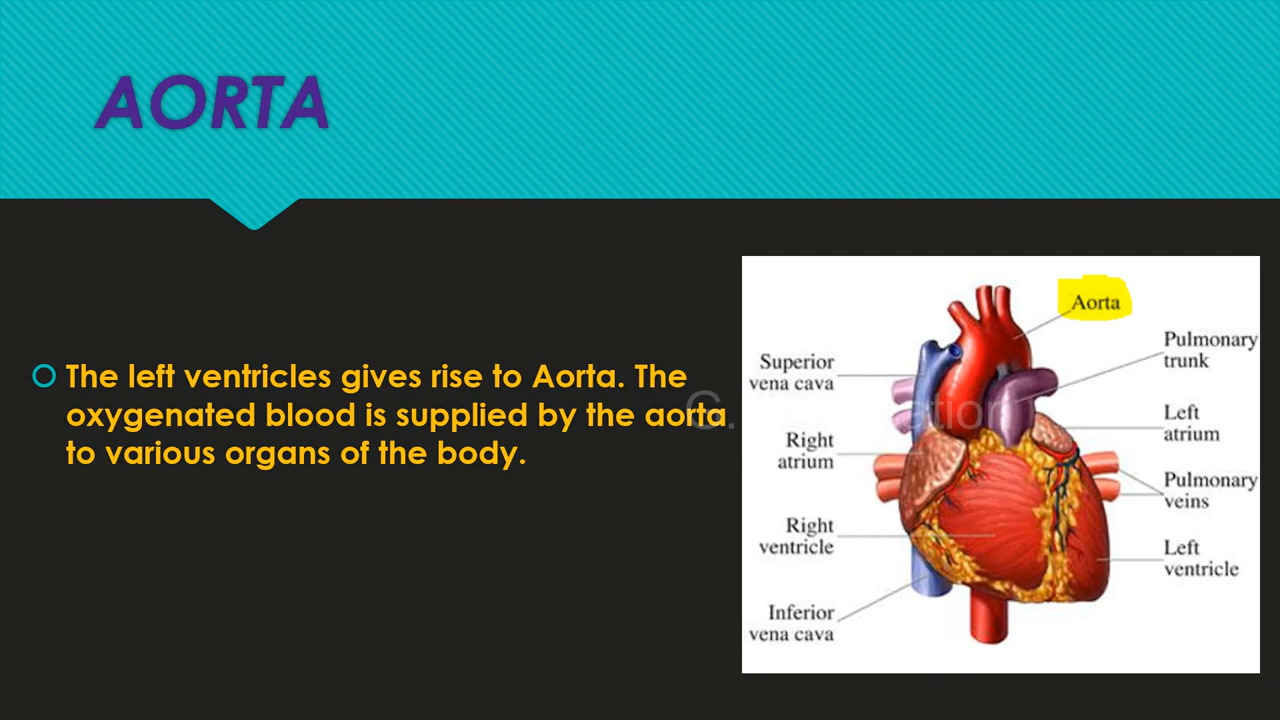 AORTA
The left ventricles gives rise to Aorta. The
oxygenated blood is supplied by the aorta
to various organs of the body.
Aorta
Pulmonary
trunk
Superior
vena cava
Left
atrium
Right
atrium
Pulmonary
veins
Right
ventricle
Left
ventricle
Inferior
vena cava